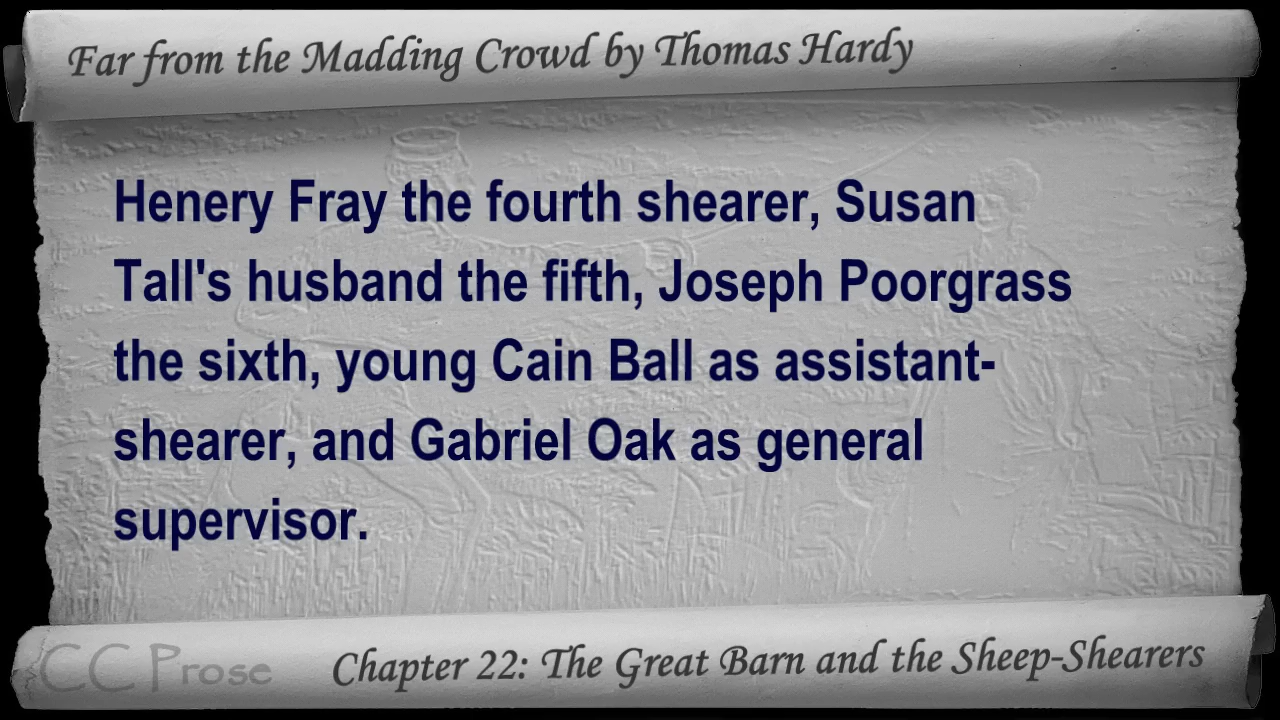 Far from the Madding Crowd by Thomas Hardy
Henery Fray the fourth shearer, Susan
Tall's husband the fifth, Joseph Poorgrass
the sixth, young Cain Ball as assistant-
shearer, and Gabriel Oak as general
supervisor.
CC Prose
Chapter 22: The Great Barn and the Sheep-Shearers